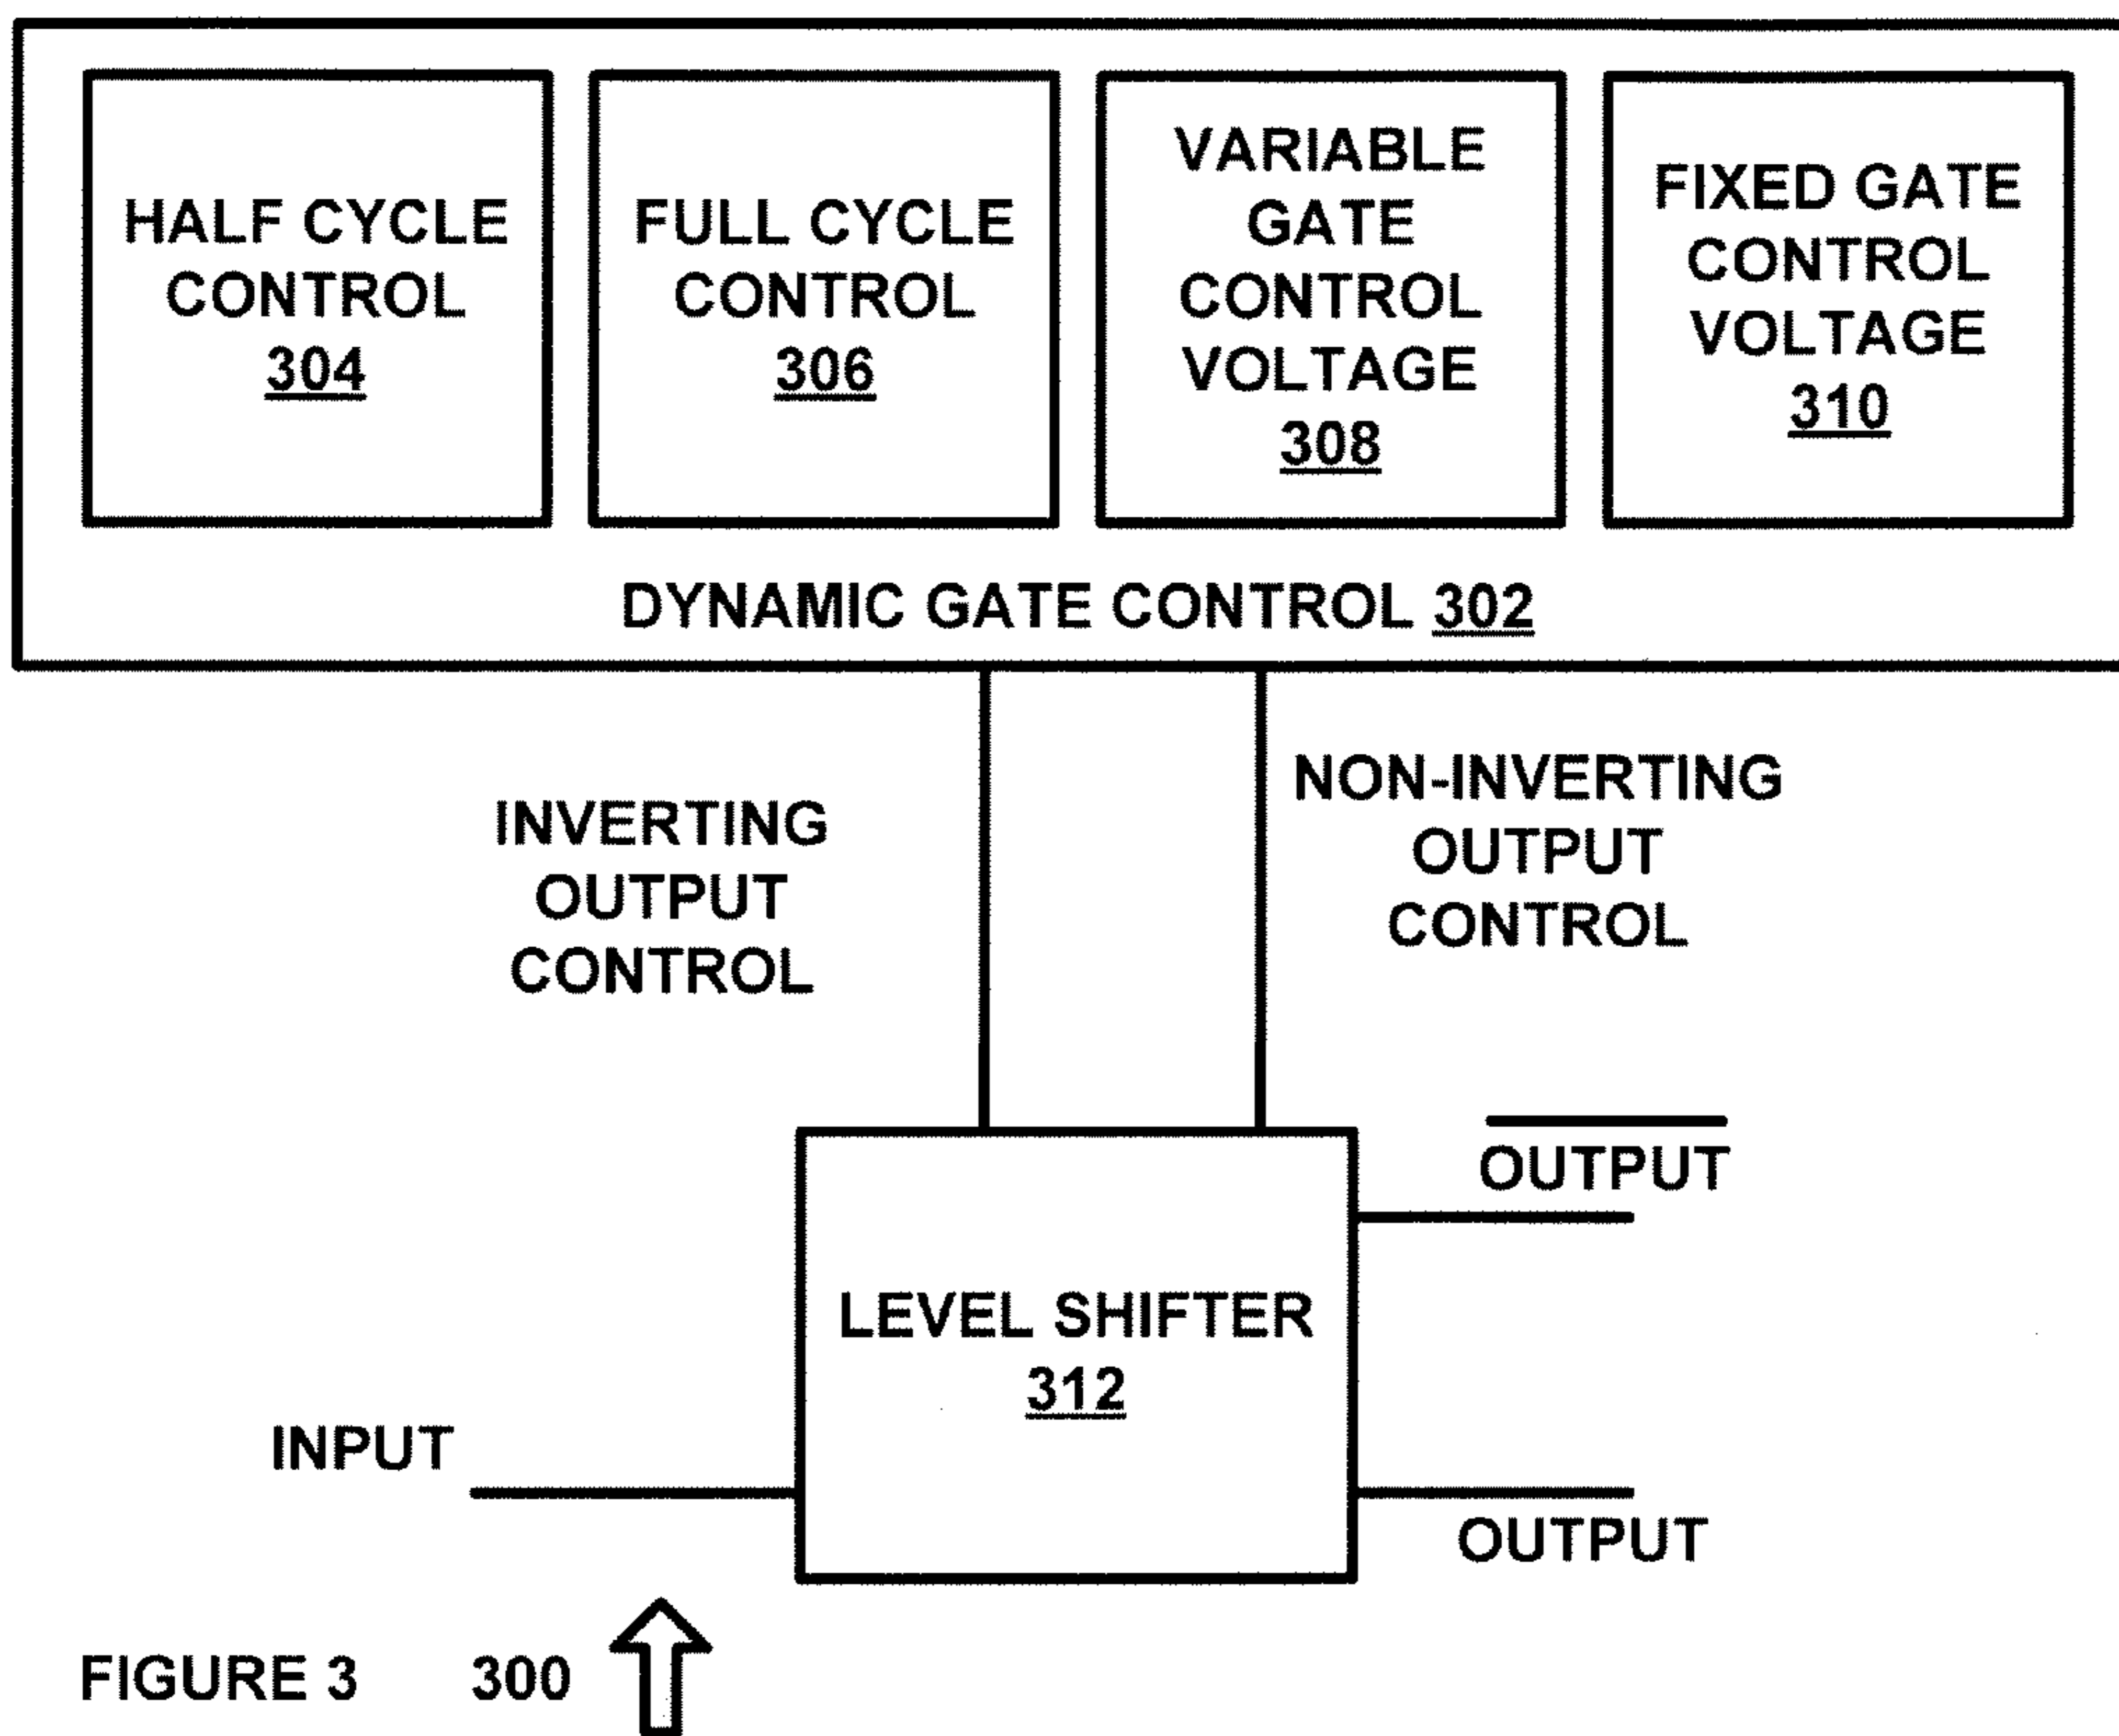 HALF CYCLE
CONTROL
304
FULL CYCLE
CONTROL
306
VARIABLE
GATE
CONTROL
VOLTAGE
308
FIXED GATE
CONTROL
VOLTAGE
310
DYNAMIC GATE CONTROL 302
INVERTING
OUTPUT
CONTROL
NON-INVERTING
OUTPUT
CONTROL
OUTPUT
LEVEL SHIFTER
312
INPUT
OUTPUT
FIGURE 3 300